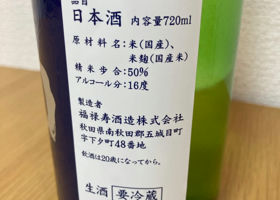 品目
日本酒 内容量720ml
原材料名:米(国産)、
米麹(国産米)
精米歩合:50%
アルコール分:16度
製造者
福禄寿酒造株式会社
秋田県南秋田郡五城目町
字下夕町48番地
飲酒は20歳になってから。
生酒 要冷蔵